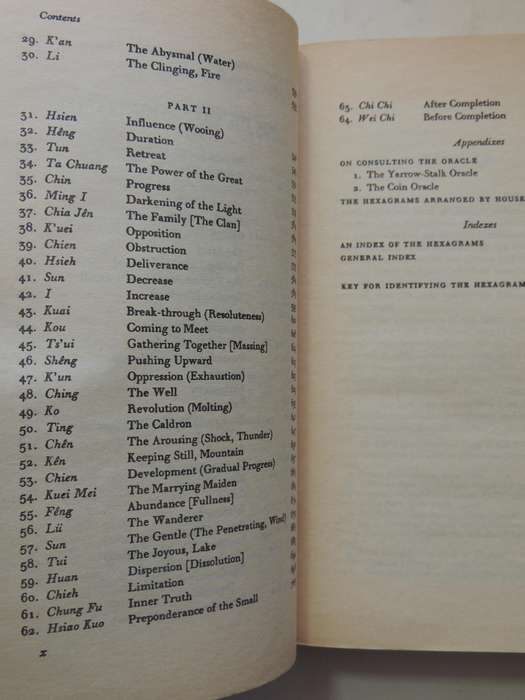 Contents
29. K'an The Abysmal (Water)
30. Li The Clinging, Fire
PART II
31. Hsien Influence (Wooing)
32. Hêng Duration
33. Tun Retreat
34. Ta Chuang The Power of the Great
35. Chin Progress
36. Ming I Darkening of the Light
37. Chia Jên The Family [The Clan]
38. K'uei Opposition
39. Chien Obstruction
40. Hsieh Deliverance
41. Sun Decrease
42. I Increase
43. Kuai Break-through (Resoluteness)
44. Kou Coming to Meet
45. Ts'ui Gathering Together [Massing]
46. Shêng Pushing Upward
47. K'un Oppression (Exhaustion)
48. Ching The Well
49. Ko Revolution (Molting)
50. Ting The Caldron
51. Chên The Arousing (Shock, Thunder)
52. Kên Keeping Still, Mountain
53. Chien Development (Gradual Progress)
54. Kuei Mei The Marrying Maiden
55. Fêng Abundance [Fullness]
56. Lü The Wanderer
57. Sun The Gentle (The Penetrating, Wind)
58. Tui The Joyous, Lake
59. Huan Dispersion [Dissolution]
60. Chieh Limitation
61. Chung Fu Inner Truth
62. Hsiao Kuo Preponderance of the Small
x
63. Chi Chi After Completion
64. Wei Chi Before Completion
Appendixes
ON CONSULTING THE ORACLE
1. The Yarrow-Stalk Oracle
2. The Coin Oracle
THE HEXAGRAMS ARRANGED BY HOUSE
Indexes
AN INDEX OF THE HEXAGRAMS
GENERAL INDEX
KEY FOR IDENTIFYING THE HEXAGRAM